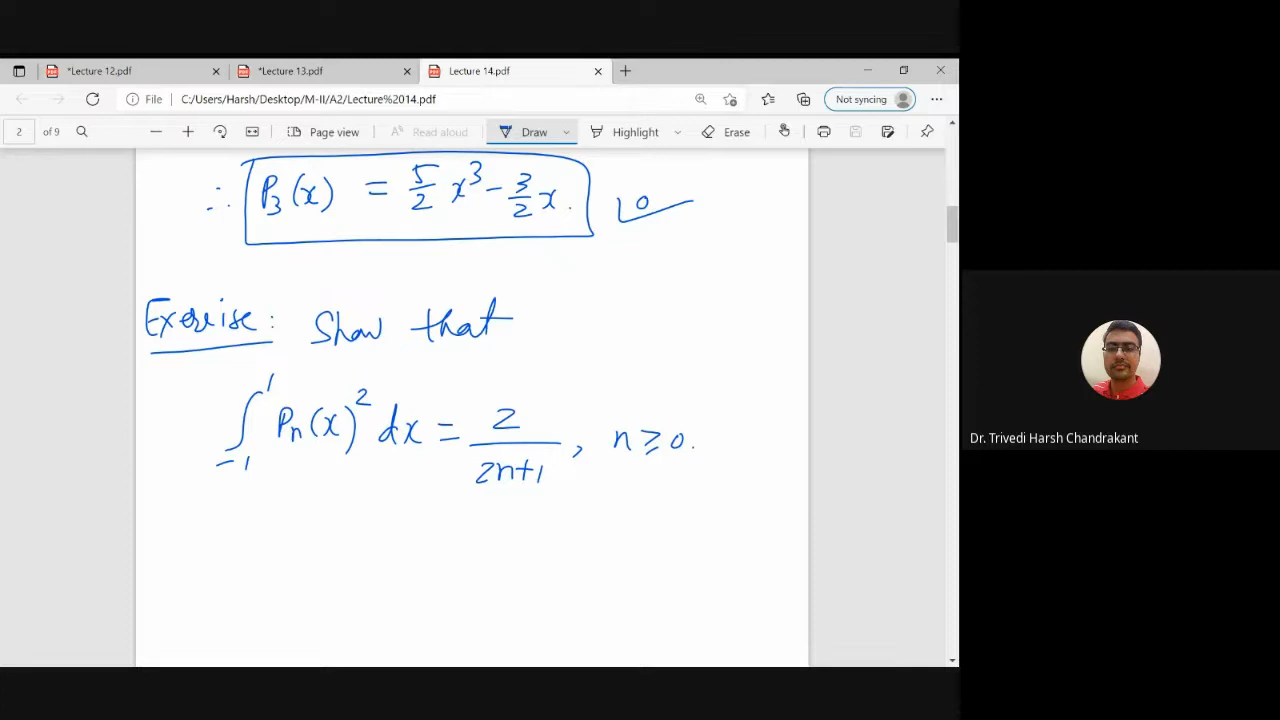 *Lecture 12.pdf
*Lecture 13.pdf
Lecture 14.pdf
File C:/Users/Harsh/Desktop/M-II/A2/Lecture%2014.pdf Not syncing
2 of 9 Page view Read aloud Draw Highlight Erase
∴ P₃(x) = 5/2 x³ - 3/2 x.
Exercise: Show that
∫₋₁¹ Pₙ(x)² dx = 2/(2n+1), n ≥ 0.
Dr. Trivedi Harsh Chandrakant